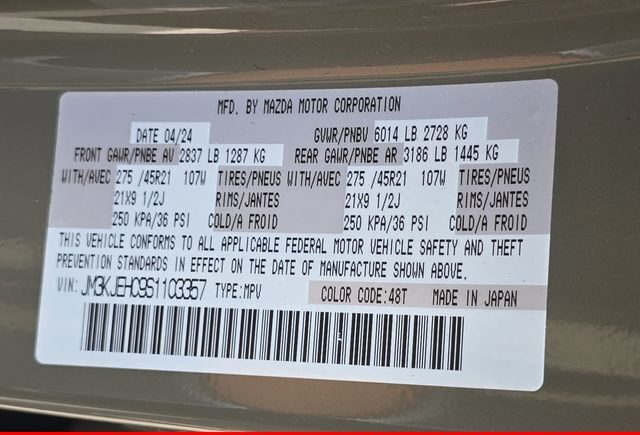 MFD. BY MAZDA MOTOR CORPORATION
DATE 04/24 GVWR/PNBV 6014 LB 2728 KG
FRONT GAWR/PNBE AV 2837 LB 1287 KG REAR GAWR/PNBE AR 3186 LB 1445 KG
WITH/AVEC 275 /45R21 107W TIRES/PNEUS WITH/AVEC 275 /45R21 107W TIRES/PNEUS
21X9 1/2J RIMS/JANTES 21X9 1/2J RIMS/JANTES
250 KPA/36 PSI COLD/A FROID 250 KPA/36 PSI COLD/A FROID
THIS VEHICLE CONFORMS TO ALL APPLICABLE FEDERAL MOTOR VEHICLE SAFETY AND THEFT
PREVENTION STANDARDS IN EFFECT ON THE DATE OF MANUFACTURE SHOWN ABOVE.
VIN: JM3KJEHC9S1103357 TYPE:MPV COLOR CODE:48T MADE IN JAPAN